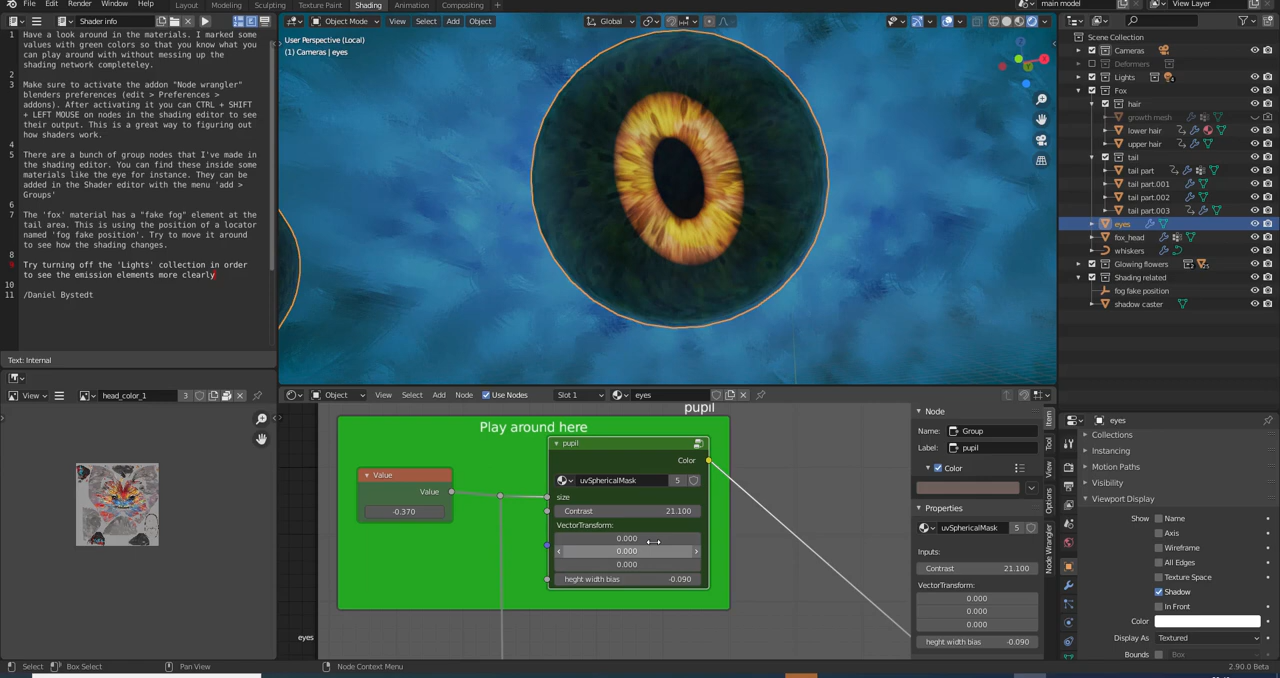 File Edit Render Window Help Layout Modeling Sculpting Texture Paint Shading Animation Compositing main model View Layer
Shader info Object Mode View Select Add Object Global
1 Have a look around in the materials. I marked some
values with green colors so that you know what you
can play around with without messing up the
shading network completeley.
2
3 Make sure to activate the addon "Node wrangler"
blenders preferences (edit > Preferences >
addons). After activating it you can CTRL + SHIFT
+ LEFT MOUSE on nodes in the shading editor to see
their output. This is a great way to figuring out
how shaders work.
4
5 There are a bunch of group nodes that I've made in
the shading editor. You can find these inside some
materials like the eye for instance. They can be
added in the Shader editor with the menu 'add >
Groups'
6
7 The 'fox' material has a "fake fog" element at the
tail area. This is using the position of a locator
named 'fog fake position'. Try to move it around
to see how the shading changes.
8
9 Try turning off the 'Lights' collection in order
to see the emission elements more clearly
10
11 /Daniel Bystedt
Text: Internal
User Perspective (Local)
(1) Cameras | eyes
Scene Collection
Cameras
Deformers
Lights
Fox
hair
growth mesh
lower hair
upper hair
tail
tail part
tail part.001
tail part.002
tail part.003
eyes
fox_head
whiskers
Glowing flowers
Shading related
fog fake position
shadow caster
View head_color_1 3
Object View Select Add Node Use Nodes Slot 1 eyes
pupil
Play around here
Value
Value
-0.370
pupil
Color
uvSphericalMask 5
size
Contrast 21.100
VectorTransform:
0.000
0.000
0.000
heght width bias -0.090
eyes
Node
Name: Group
Label: pupil
Color
Properties
uvSphericalMask 5
Inputs:
Contrast 21.100
VectorTransform:
0.000
0.000
0.000
heght width bias -0.090
Item
Tool
View
Options
Node Wrangler
eyes
Collections
Instancing
Motion Paths
Visibility
Viewport Display
Show Name
Axis
Wireframe
All Edges
Texture Space
Shadow
In Front
Color
Display As Textured
Bounds Box
Select Box Select Pan View Node Context Menu 2.90.0 Beta